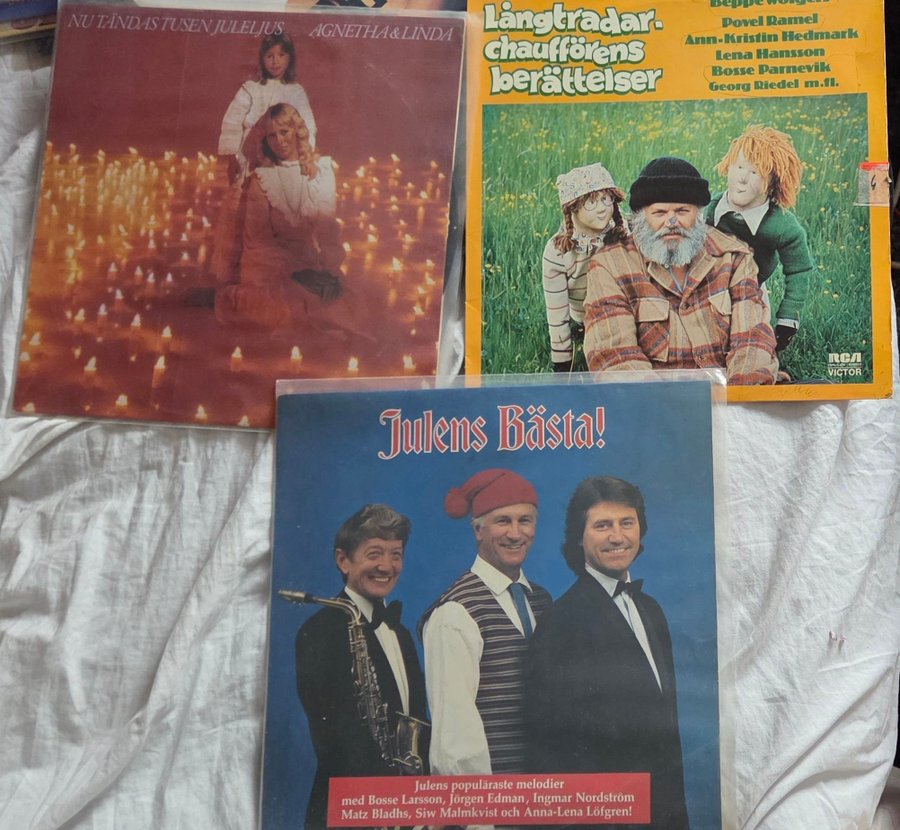 NU TÄNDAS TUSEN JULELJUS
AGNETHA & LINDA
Långtradar-
chaufförens
berättelser
Beppe Wolgers
Povel Ramel
Ann-Kristin Hedmark
Lena Hansson
Bosse Parnevik
Georg Riedel m.fl.
RCA
VICTOR
Julens Bästa!
Julens populäraste melodier
med Bosse Larsson, Jörgen Edman, Ingmar Nordström
Matz Bladhs, Siw Malmkvist och Anna-Lena Löfgren!